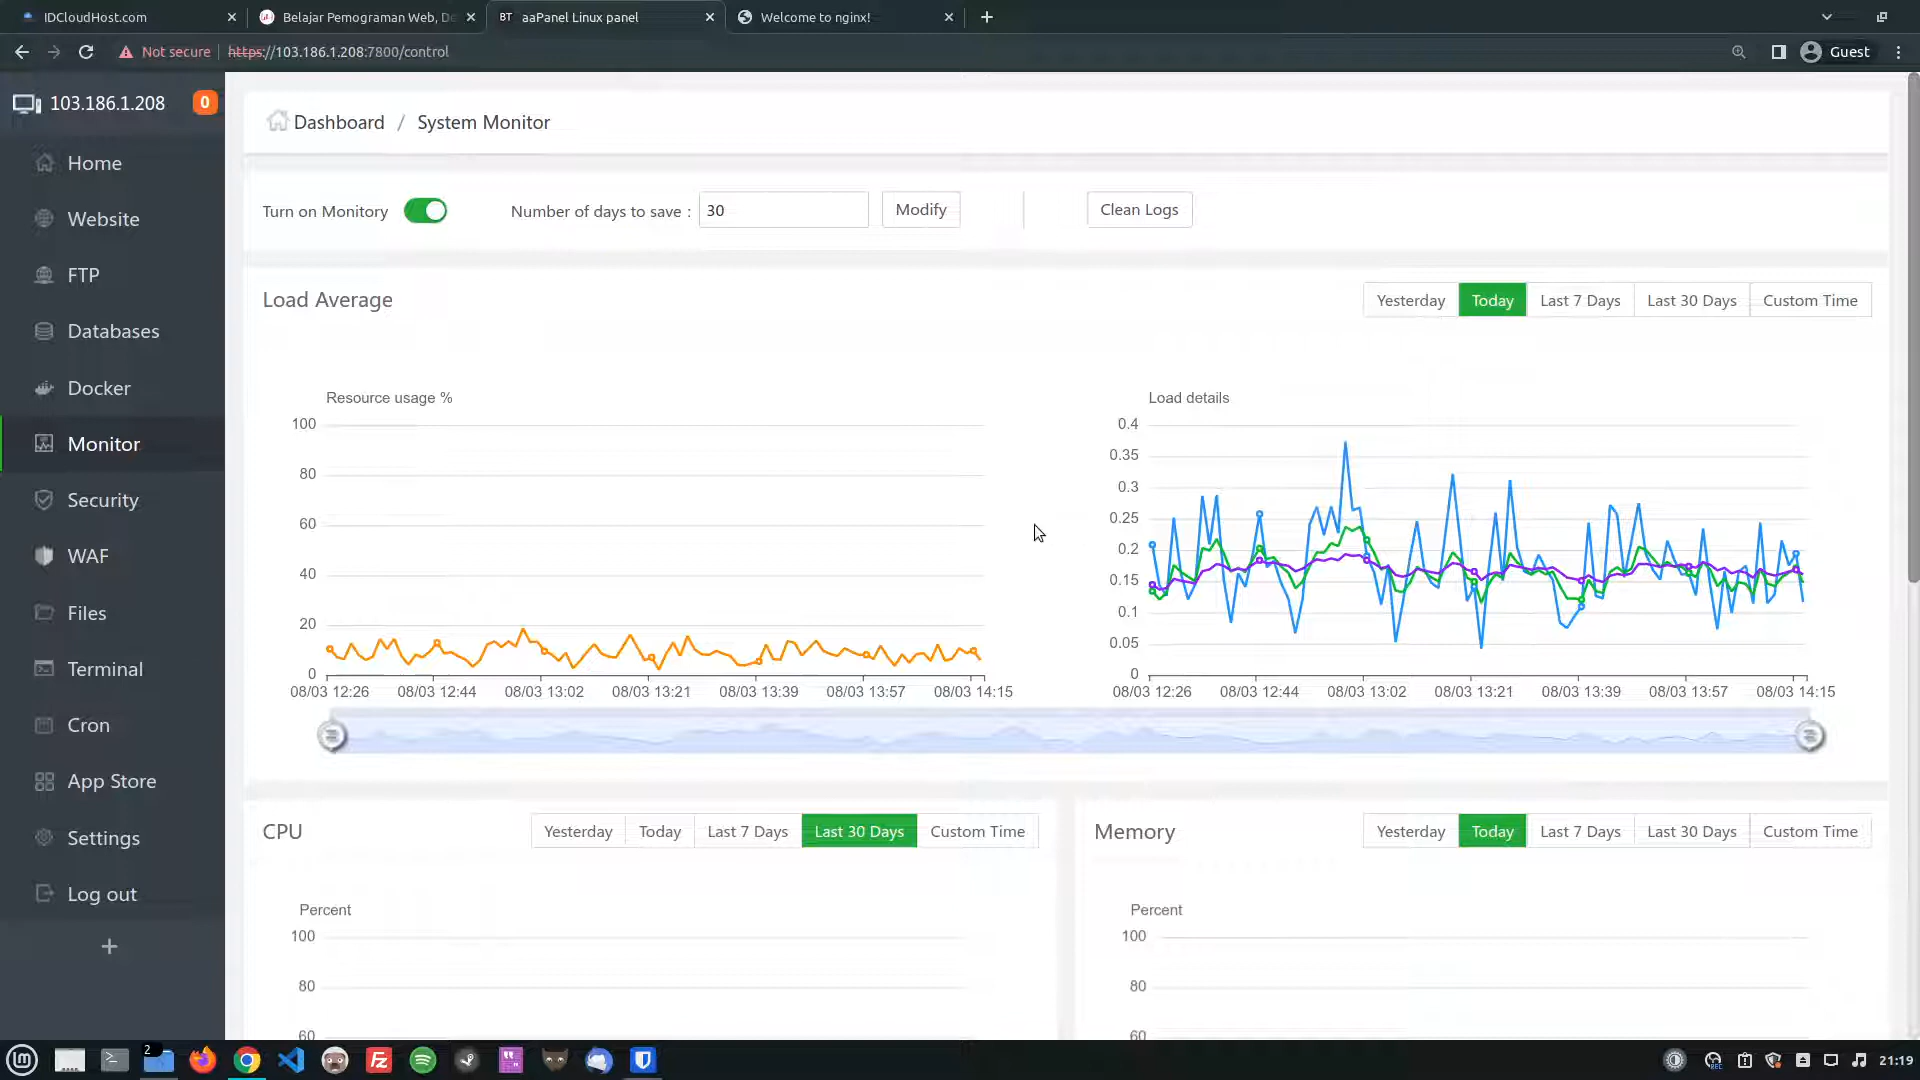 IDCloudHost.com
Belajar Pemograman Web, De
aaPanel Linux panel
Welcome to nginx!
Not secure
https://103.186.1.208:7800/control
Guest
103.186.1.208
0
Dashboard / System Monitor
Home
Website
FTP
Databases
Docker
Monitor
Security
WAF
Files
Terminal
Cron
App Store
Settings
Log out
Turn on Monitory
Number of days to save :
30
Modify
Clean Logs
Load Average
Yesterday Today Last 7 Days Last 30 Days Custom Time
Resource usage %
100
80
60
40
20
0
08/03 12:26 08/03 12:44 08/03 13:02 08/03 13:21 08/03 13:39 08/03 13:57 08/03 14:15
Load details
0.4
0.35
0.3
0.25
0.2
0.15
0.1
0.05
0
08/03 12:26 08/03 12:44 08/03 13:02 08/03 13:21 08/03 13:39 08/03 13:57 08/03 14:15
CPU
Yesterday Today Last 7 Days Last 30 Days Custom Time
Percent
100
80
60
Memory
Yesterday Today Last 7 Days Last 30 Days Custom Time
Percent
100
80
60
2
21:19